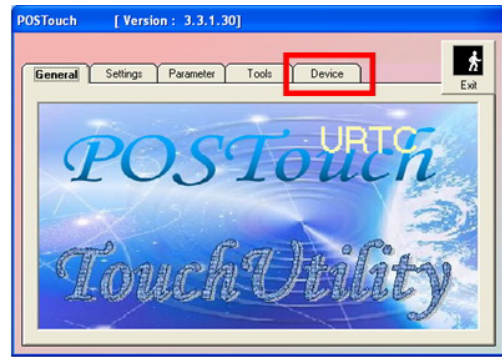 POSTouch [ Version : 3.3.1.30]
General Settings Parameter Tools Device
Exit
URTC
POSTouch
TouchUtility